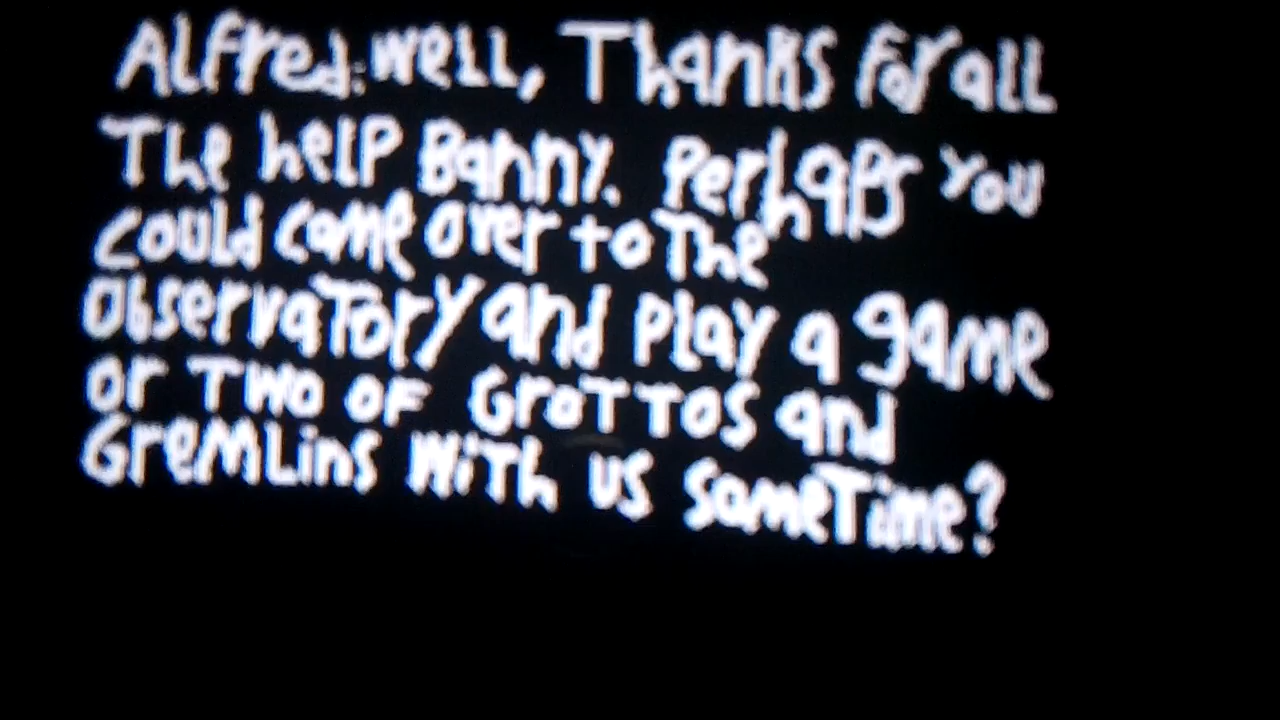 Alfred: Well, Thanks for all
The help Banny. Perhaps you
could come over to The
observaTory and play a game
or Two of GroTTos and
Gremlins WiTh us someTime?